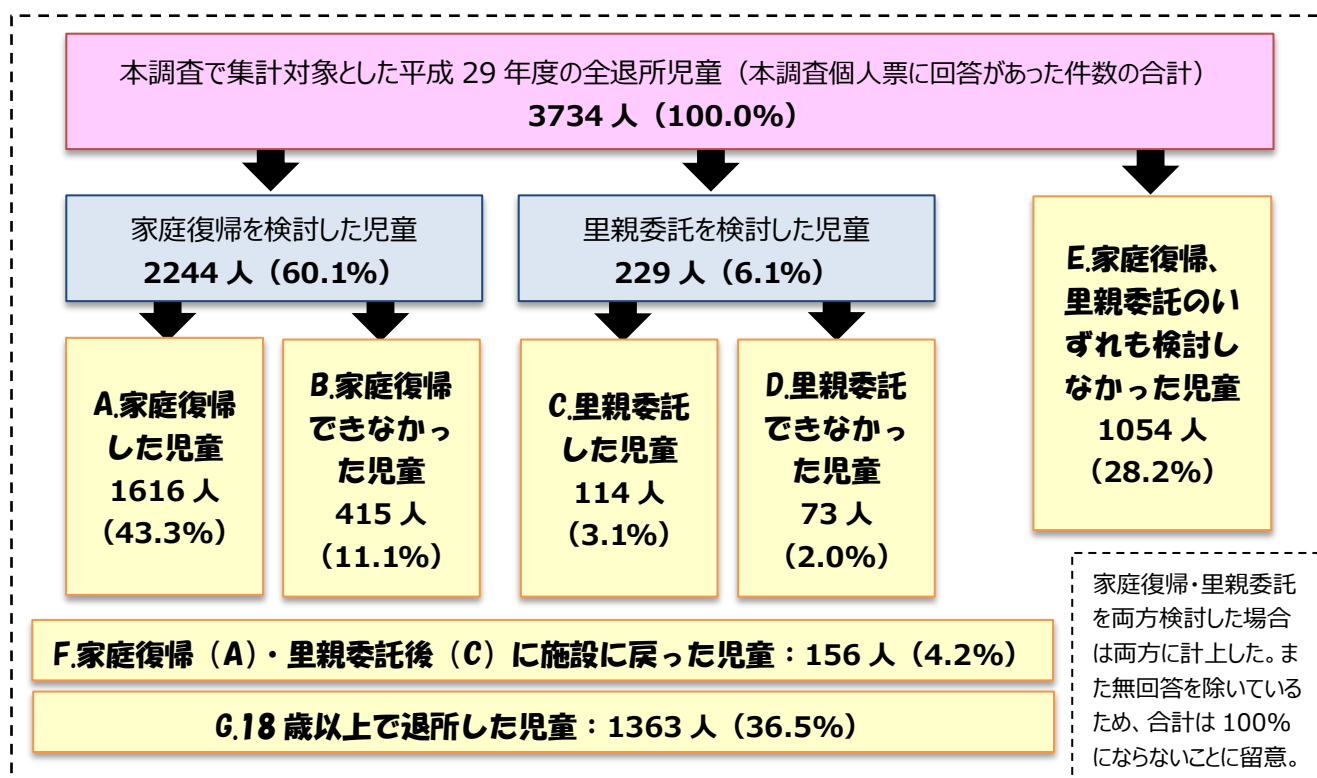 本調査で集計対象とした平成 29 年度の全退所児童（本調査個人票に回答があった件数の合計）
3734 人（100.0%）
家庭復帰を検討した児童
2244 人（60.1%）
里親委託を検討した児童
229 人（6.1%）
A.家庭復帰
した児童
1616 人
（43.3%）
B.家庭復帰
できなかっ
た児童
415 人
（11.1%）
C.里親委託
した児童
114 人
（3.1%）
D.里親委託
できなかっ
た児童
73 人
（2.0%）
E.家庭復帰、
里親委託のい
ずれも検討し
なかった児童
1054 人
（28.2%）
F.家庭復帰（A）・里親委託後（C）に施設に戻った児童：156 人（4.2%）
G.18 歳以上で退所した児童：1363 人（36.5%）
家庭復帰・里親委託
を両方検討した場合
は両方に計上した。ま
た無回答を除いている
ため、合計は 100%
にならないことに留意。